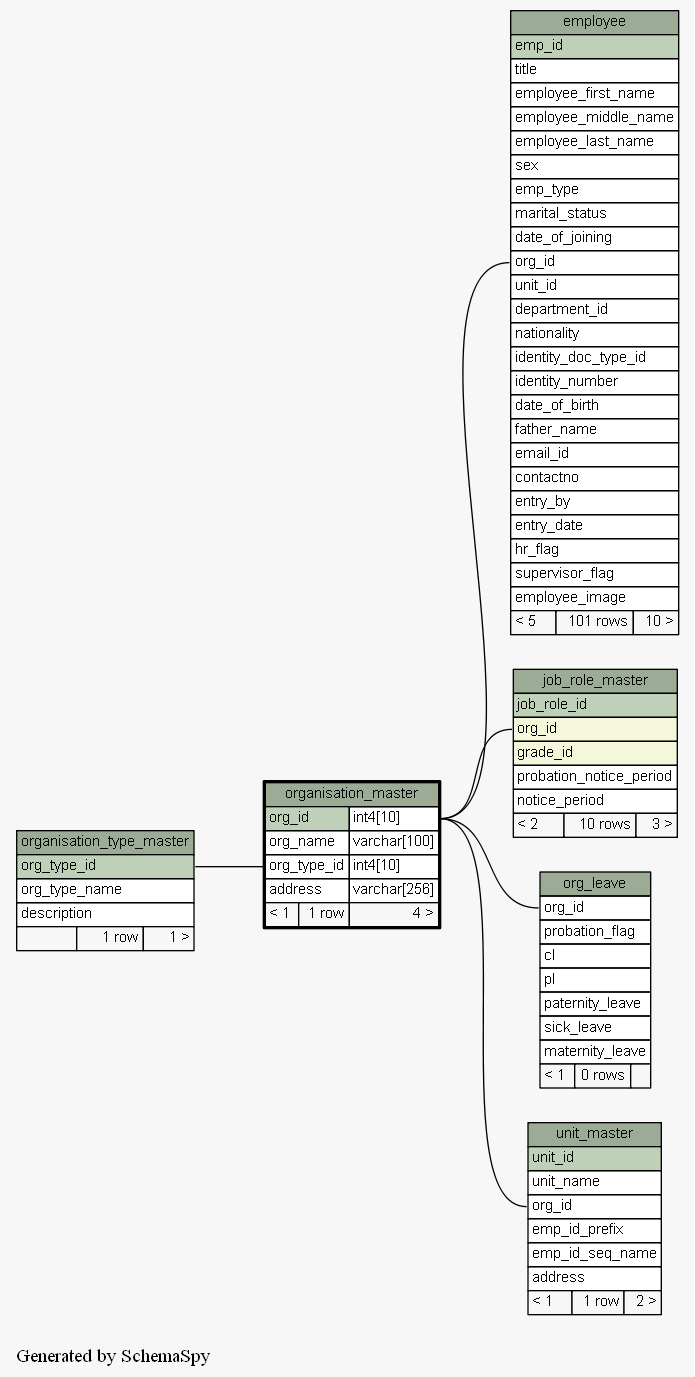 employee
emp_id
title
employee_first_name
employee_middle_name
employee_last_name
sex
emp_type
marital_status
date_of_joining
org_id
unit_id
department_id
nationality
identity_doc_type_id
identity_number
date_of_birth
father_name
email_id
contactno
entry_by
entry_date
hr_flag
supervisor_flag
employee_image
< 5 101 rows 10 >
job_role_master
job_role_id
org_id
grade_id
probation_notice_period
notice_period
< 2 10 rows 3 >
organisation_master
org_id int4[10]
org_name varchar[100]
org_type_id int4[10]
address varchar[256]
< 1 1 row 4 >
organisation_type_master
org_type_id
org_type_name
description
1 row 1 >
org_leave
org_id
probation_flag
cl
pl
paternity_leave
sick_leave
maternity_leave
< 1 0 rows
unit_master
unit_id
unit_name
org_id
emp_id_prefix
emp_id_seq_name
address
< 1 1 row 2 >
Generated by SchemaSpy